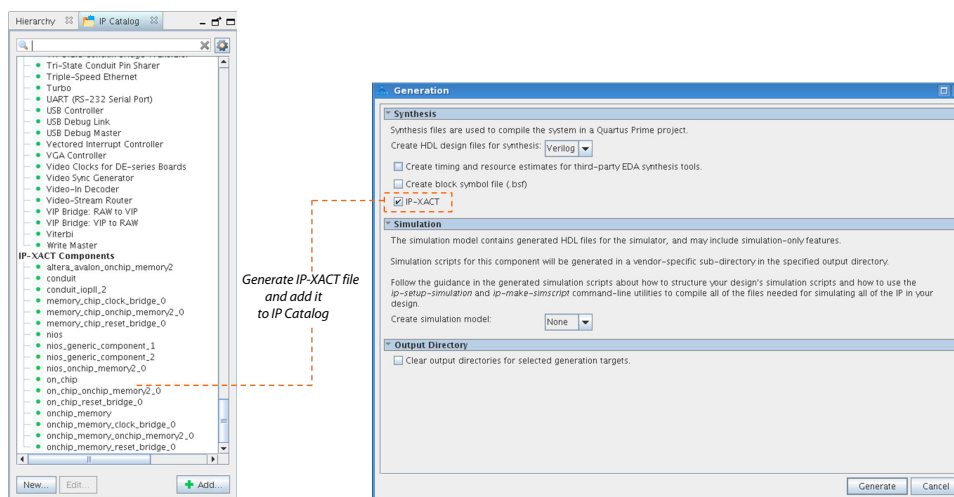 Hierarchy
IP Catalog
Tri-State Conduit Pin Sharer
Triple-Speed Ethernet
Turbo
UART (RS-232 Serial Port)
USB Controller
USB Debug Link
USB Debug Master
Vectored Interrupt Controller
VGA Controller
Video Clocks for DE-series Boards
Video Sync Generator
Video-In Decoder
Video-Stream Router
VIP Bridge: RAW to VIP
VIP Bridge: VIP to RAW
Viterbi
Write Master
IP-XACT Components
altera_avalon_onchip_memory2
conduit
conduit_iopll_2
memory_chip_clock_bridge_0
memory_chip_onchip_memory2_0
memory_chip_reset_bridge_0
nios
nios_generic_component_1
nios_generic_component_2
nios_onchip_memory2_0
on_chip
on_chip_onchip_memory2_0
on_chip_reset_bridge_0
onchip_memory
onchip_memory_clock_bridge_0
onchip_memory_onchip_memory2_0
onchip_memory_reset_bridge_0
New...
Edit...
Add...
Generate IP-XACT file
and add it
to IP Catalog
Generation
Synthesis
Synthesis files are used to compile the system in a Quartus Prime project.
Create HDL design files for synthesis: Verilog
Create timing and resource estimates for third-party EDA synthesis tools.
Create block symbol file (.bsf)
IP-XACT
Simulation
The simulation model contains generated HDL files for the simulator, and may include simulation-only features.
Simulation scripts for this component will be generated in a vendor-specific sub-directory in the specified output directory.
Follow the guidance in the generated simulation scripts about how to structure your design's simulation scripts and how to use the
ip-setup-simulation and ip-make-simscript command-line utilities to compile all of the files needed for simulating all of the IP in your
design.
Create simulation model: None
Output Directory
Clear output directories for selected generation targets.
Generate
Cancel